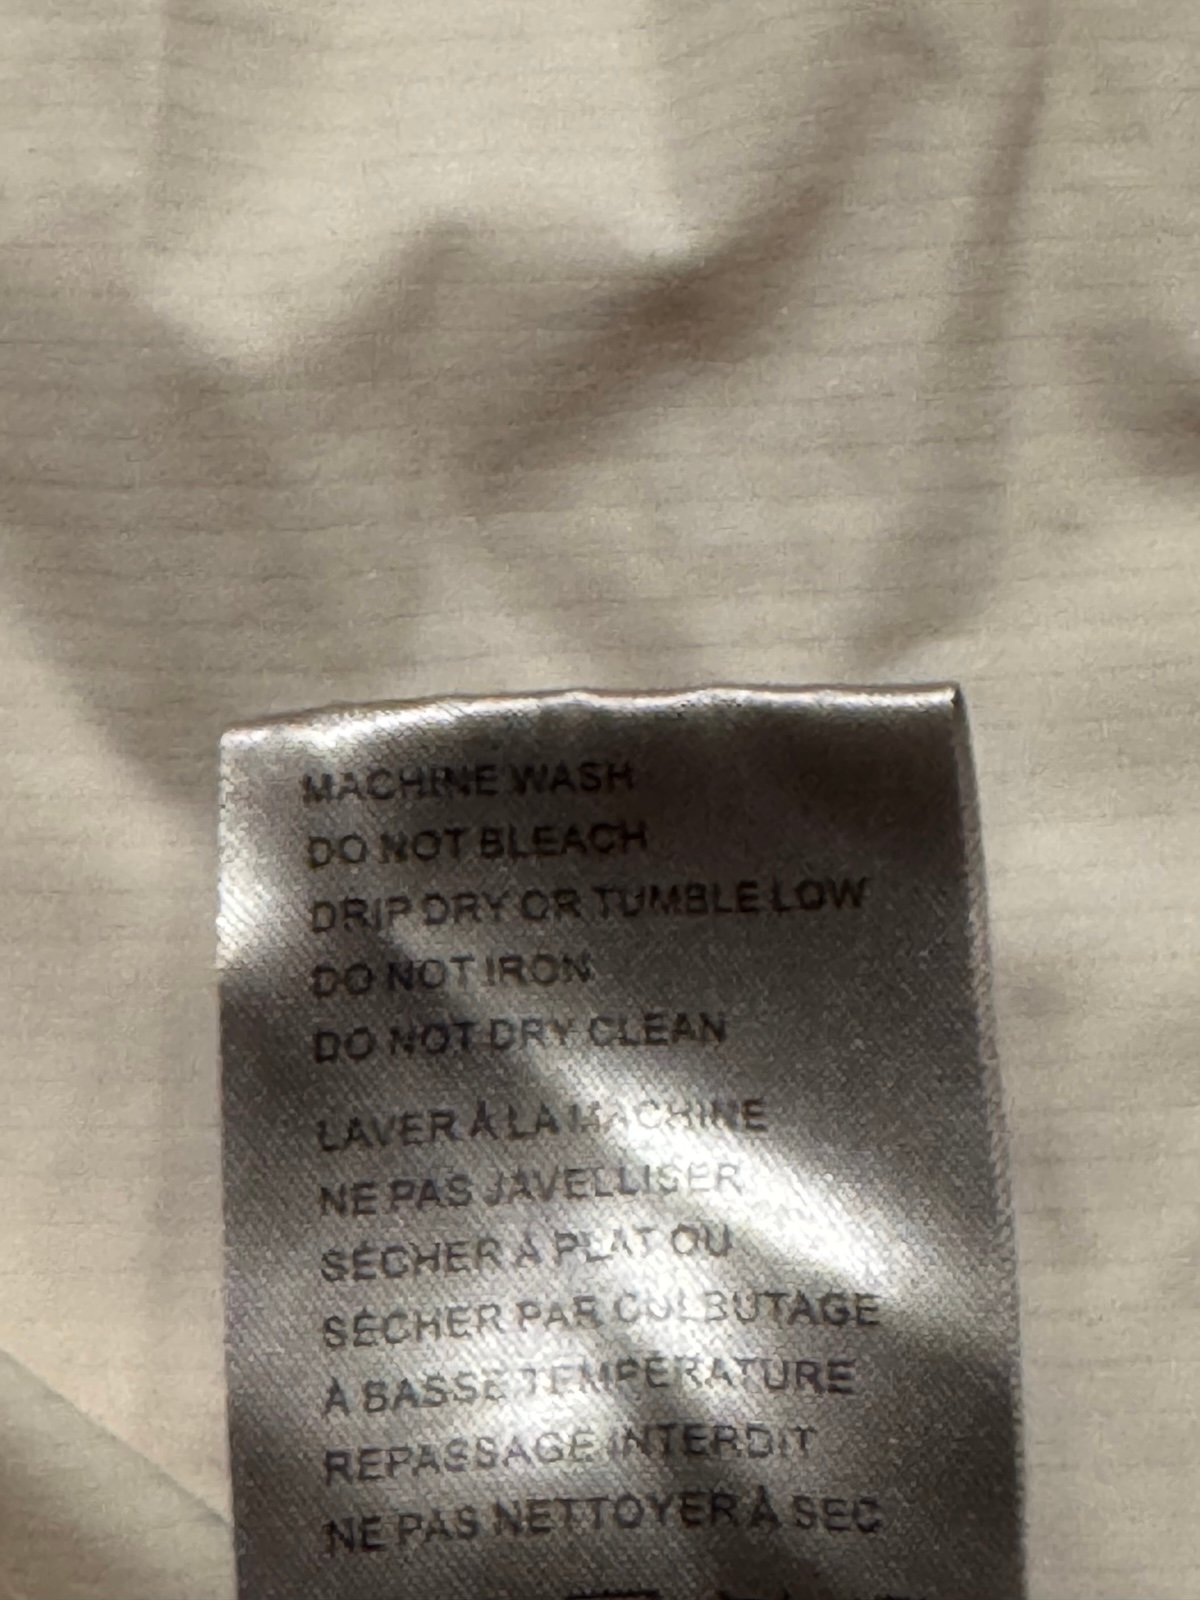 MACHINE WASH
DO NOT BLEACH
DRIP DRY OR TUMBLE LOW
DO NOT IRON
DO NOT DRY CLEAN
LAVER À LA MACHINE
NE PAS JAVELLISER
SÉCHER À PLAT OU
SÉCHER PAR CULBUTAGE
À BASSE TEMPÉRATURE
REPASSAGE INTERDIT
NE PAS NETTOYER À SEC